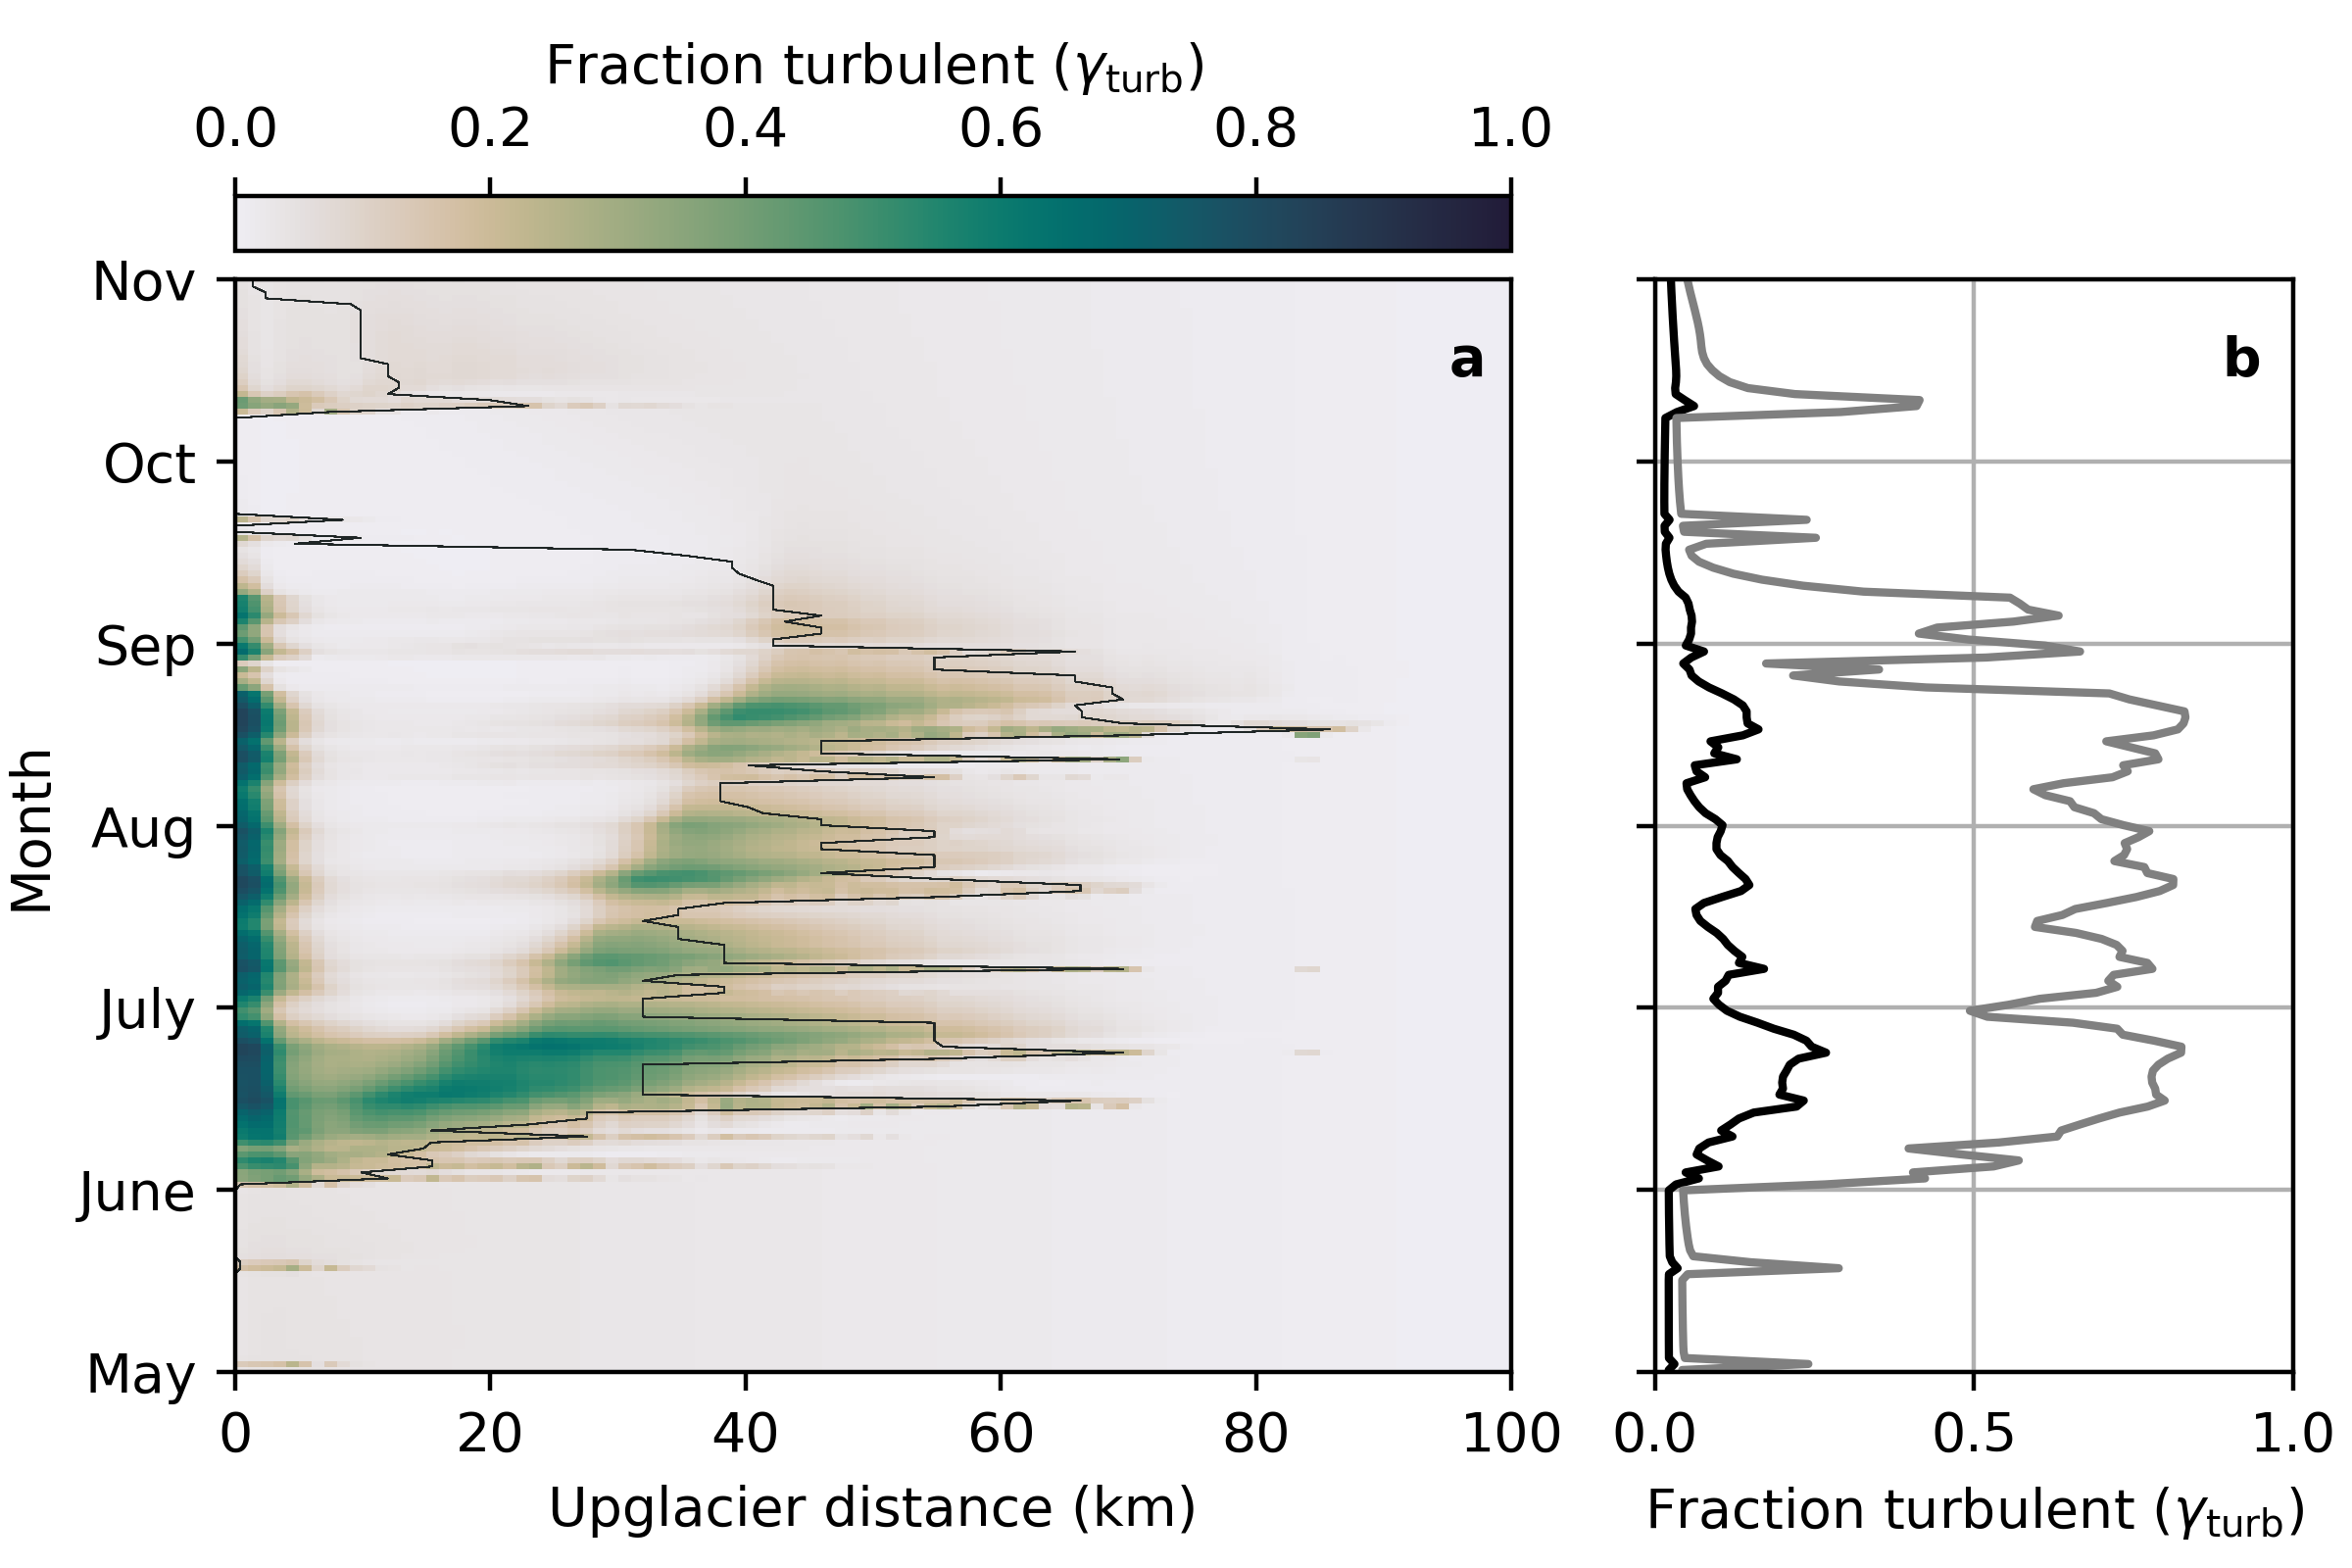 Fraction turbulent (γturb)
0.0 0.2 0.4 0.6 0.8 1.0
a
b
Nov
Oct
Sep
Aug
July
June
May
Month
0 20 40 60 80 100
0.0 0.5 1.0
Upglacier distance (km)
Fraction turbulent (γturb)